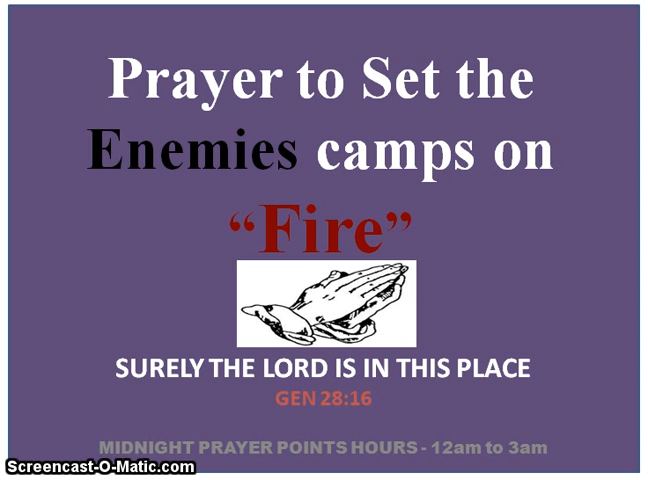 Prayer to Set the
Enemies camps on
“Fire”
SURELY THE LORD IS IN THIS PLACE
GEN 28:16
MIDNIGHT PRAYER POINTS HOURS - 12am to 3am
Screencast-O-Matic.com